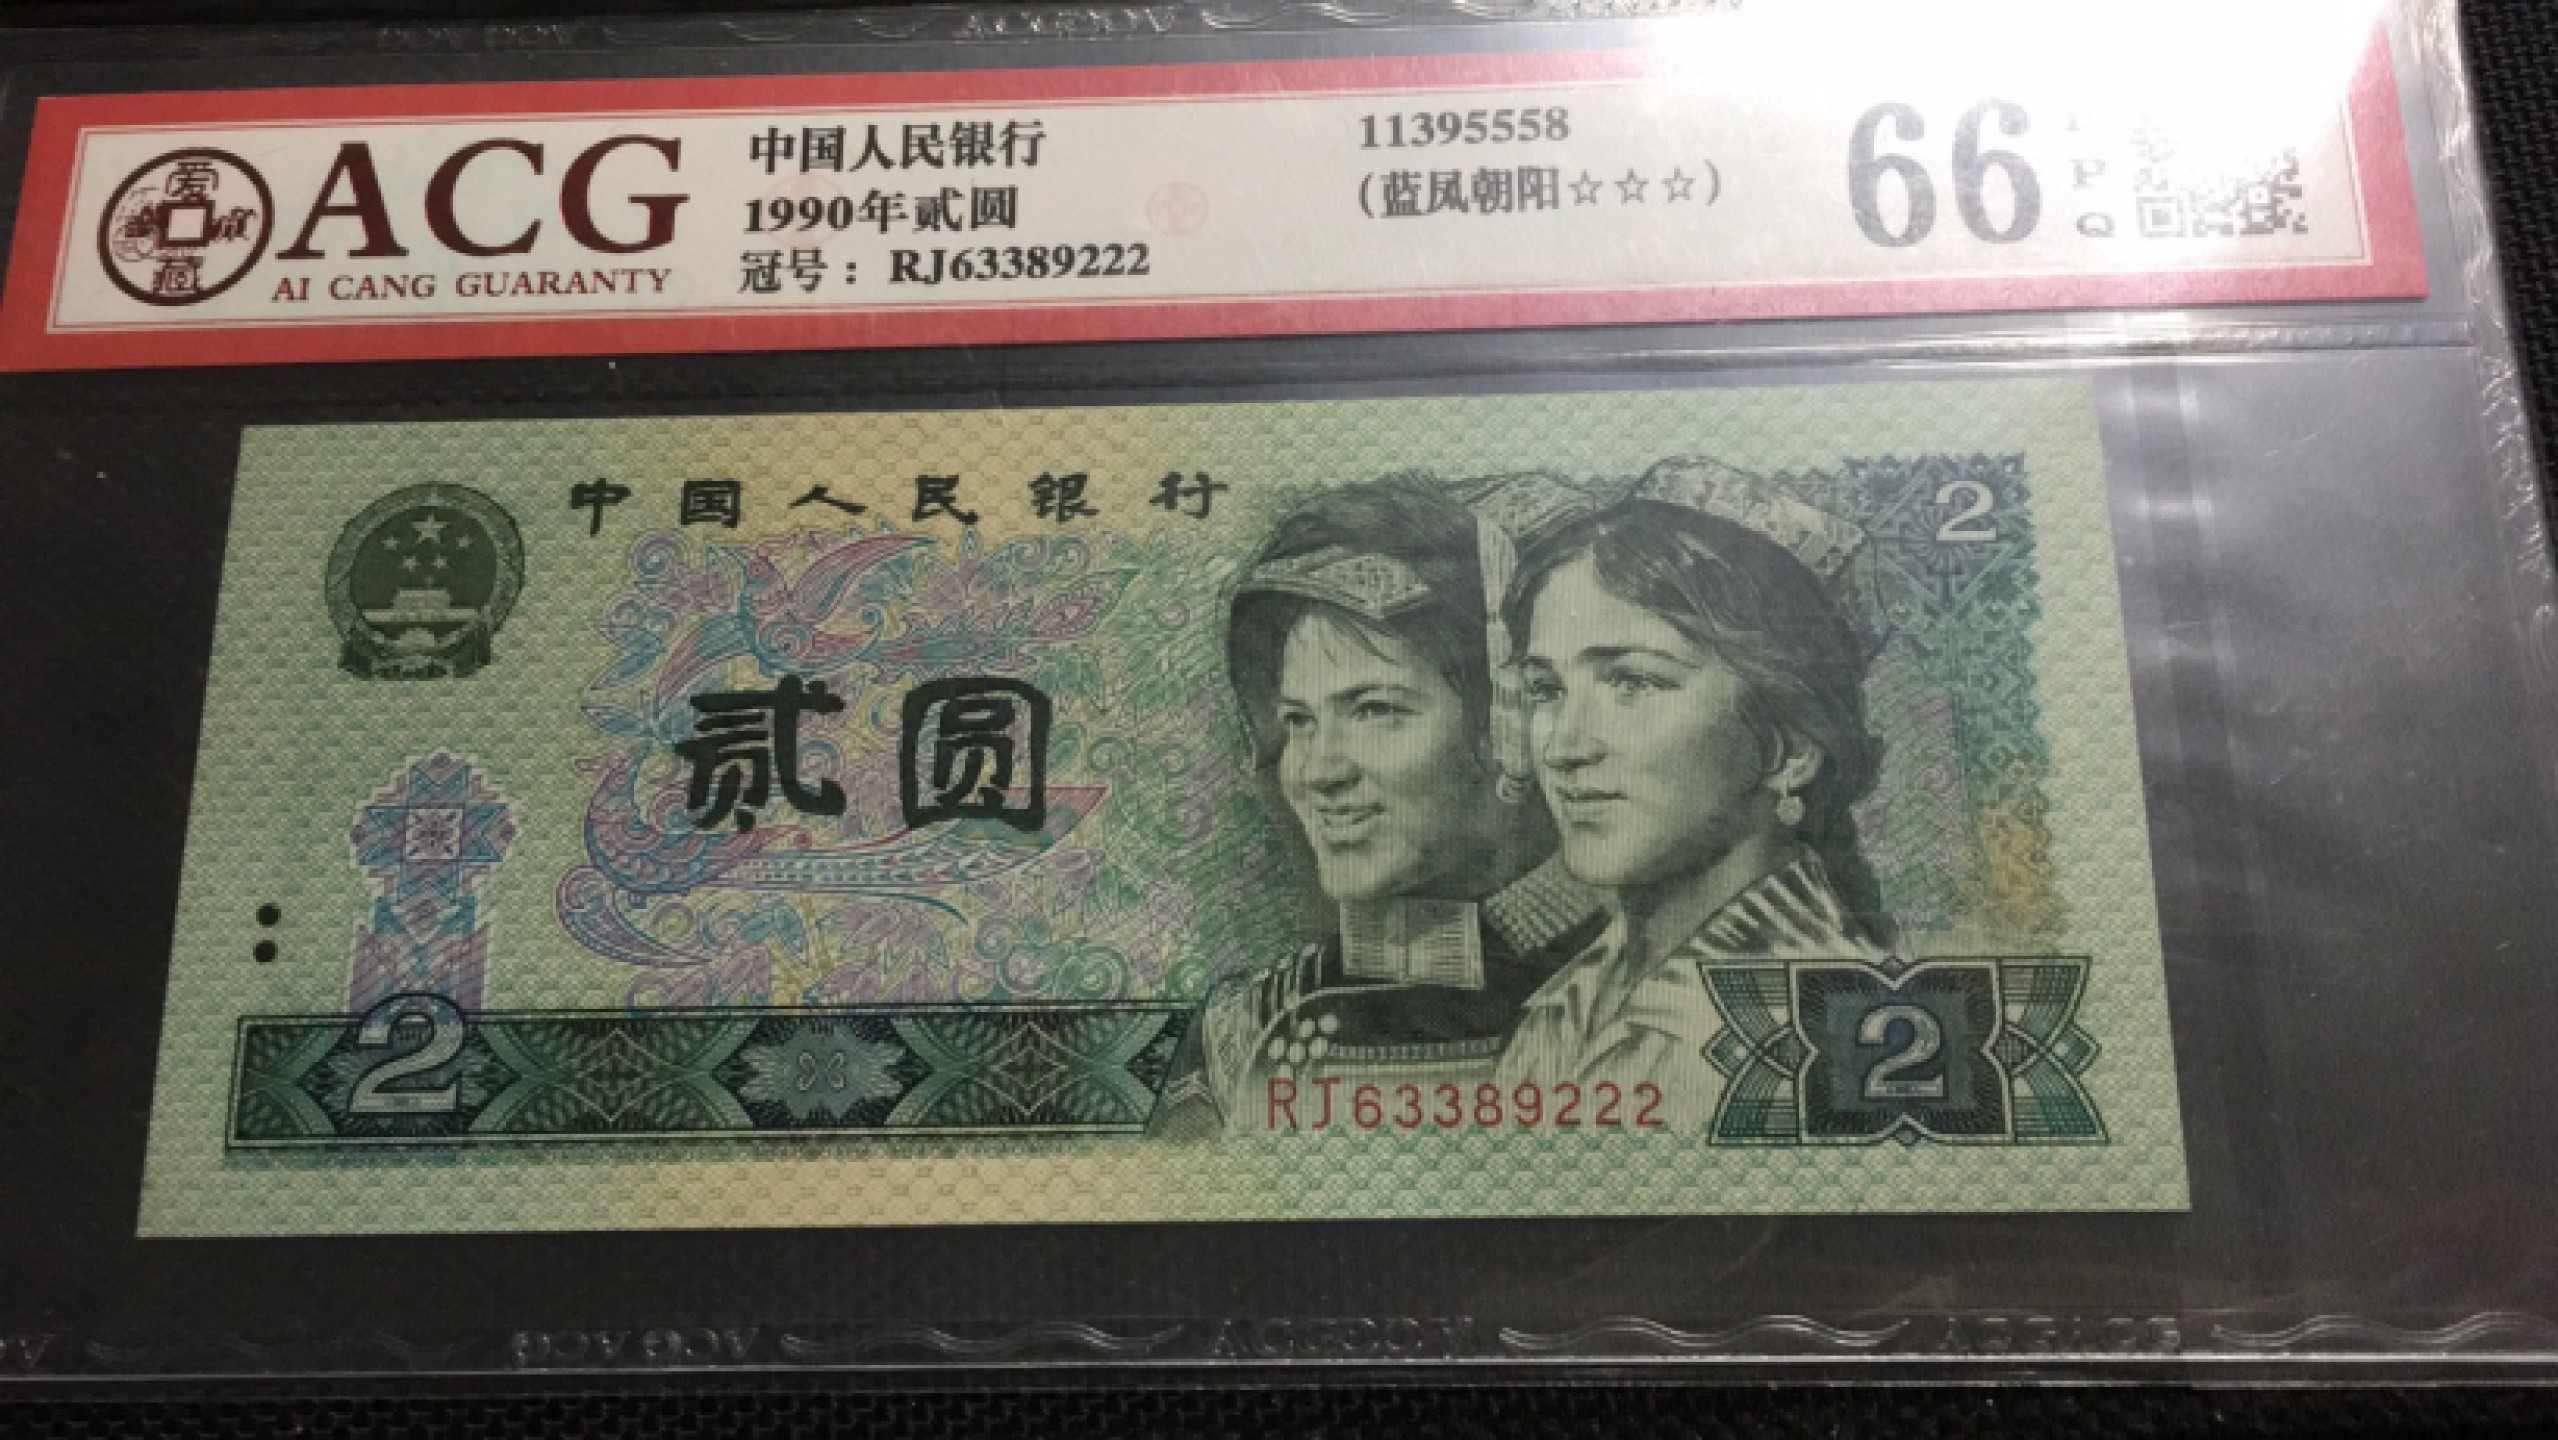 爱藏
ACG
AI CANG GUARANTY
中国人民银行
1990年贰圆
冠号：RJ63389222
11395558
（蓝凤朝阳☆☆☆）
66
P
Q
中国人民银行
2
贰圆
2
RJ63389222
2